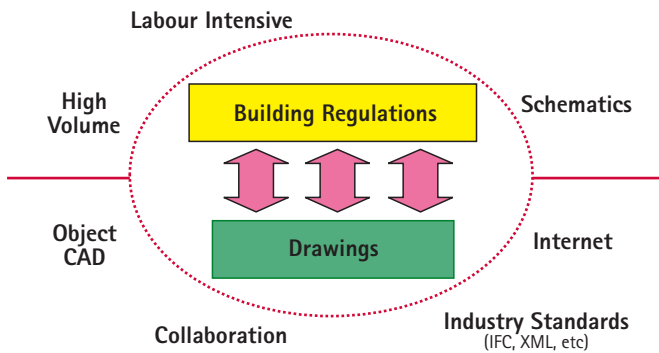 Labour Intensive
High
Volume
Building Regulations
Schematics
Object
CAD
Drawings
Internet
Collaboration
Industry Standards
(IFC, XML, etc)